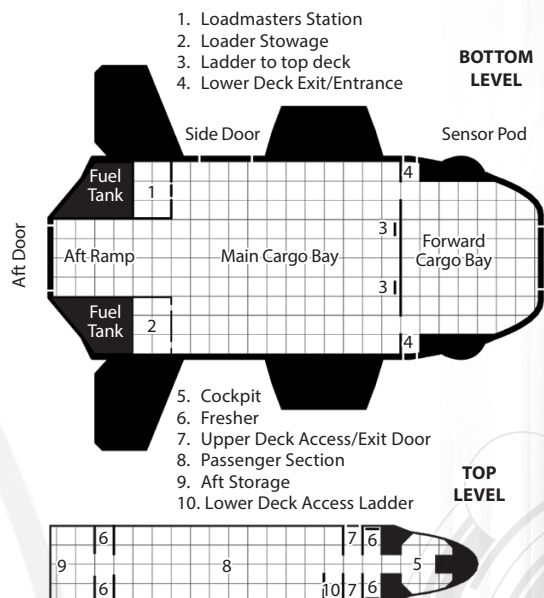 1. Loadmasters Station
2. Loader Stowage
3. Ladder to top deck
4. Lower Deck Exit/Entrance
BOTTOM
LEVEL
Side Door
Sensor Pod
Fuel
Tank
1
4
Aft Door
Aft Ramp
Main Cargo Bay
3
Forward
Cargo Bay
3
Fuel
Tank
2
4
5. Cockpit
6. Fresher
7. Upper Deck Access/Exit Door
8. Passenger Section
9. Aft Storage
10. Lower Deck Access Ladder
TOP
LEVEL
6
7
6
9
8
5
6
10
7
6